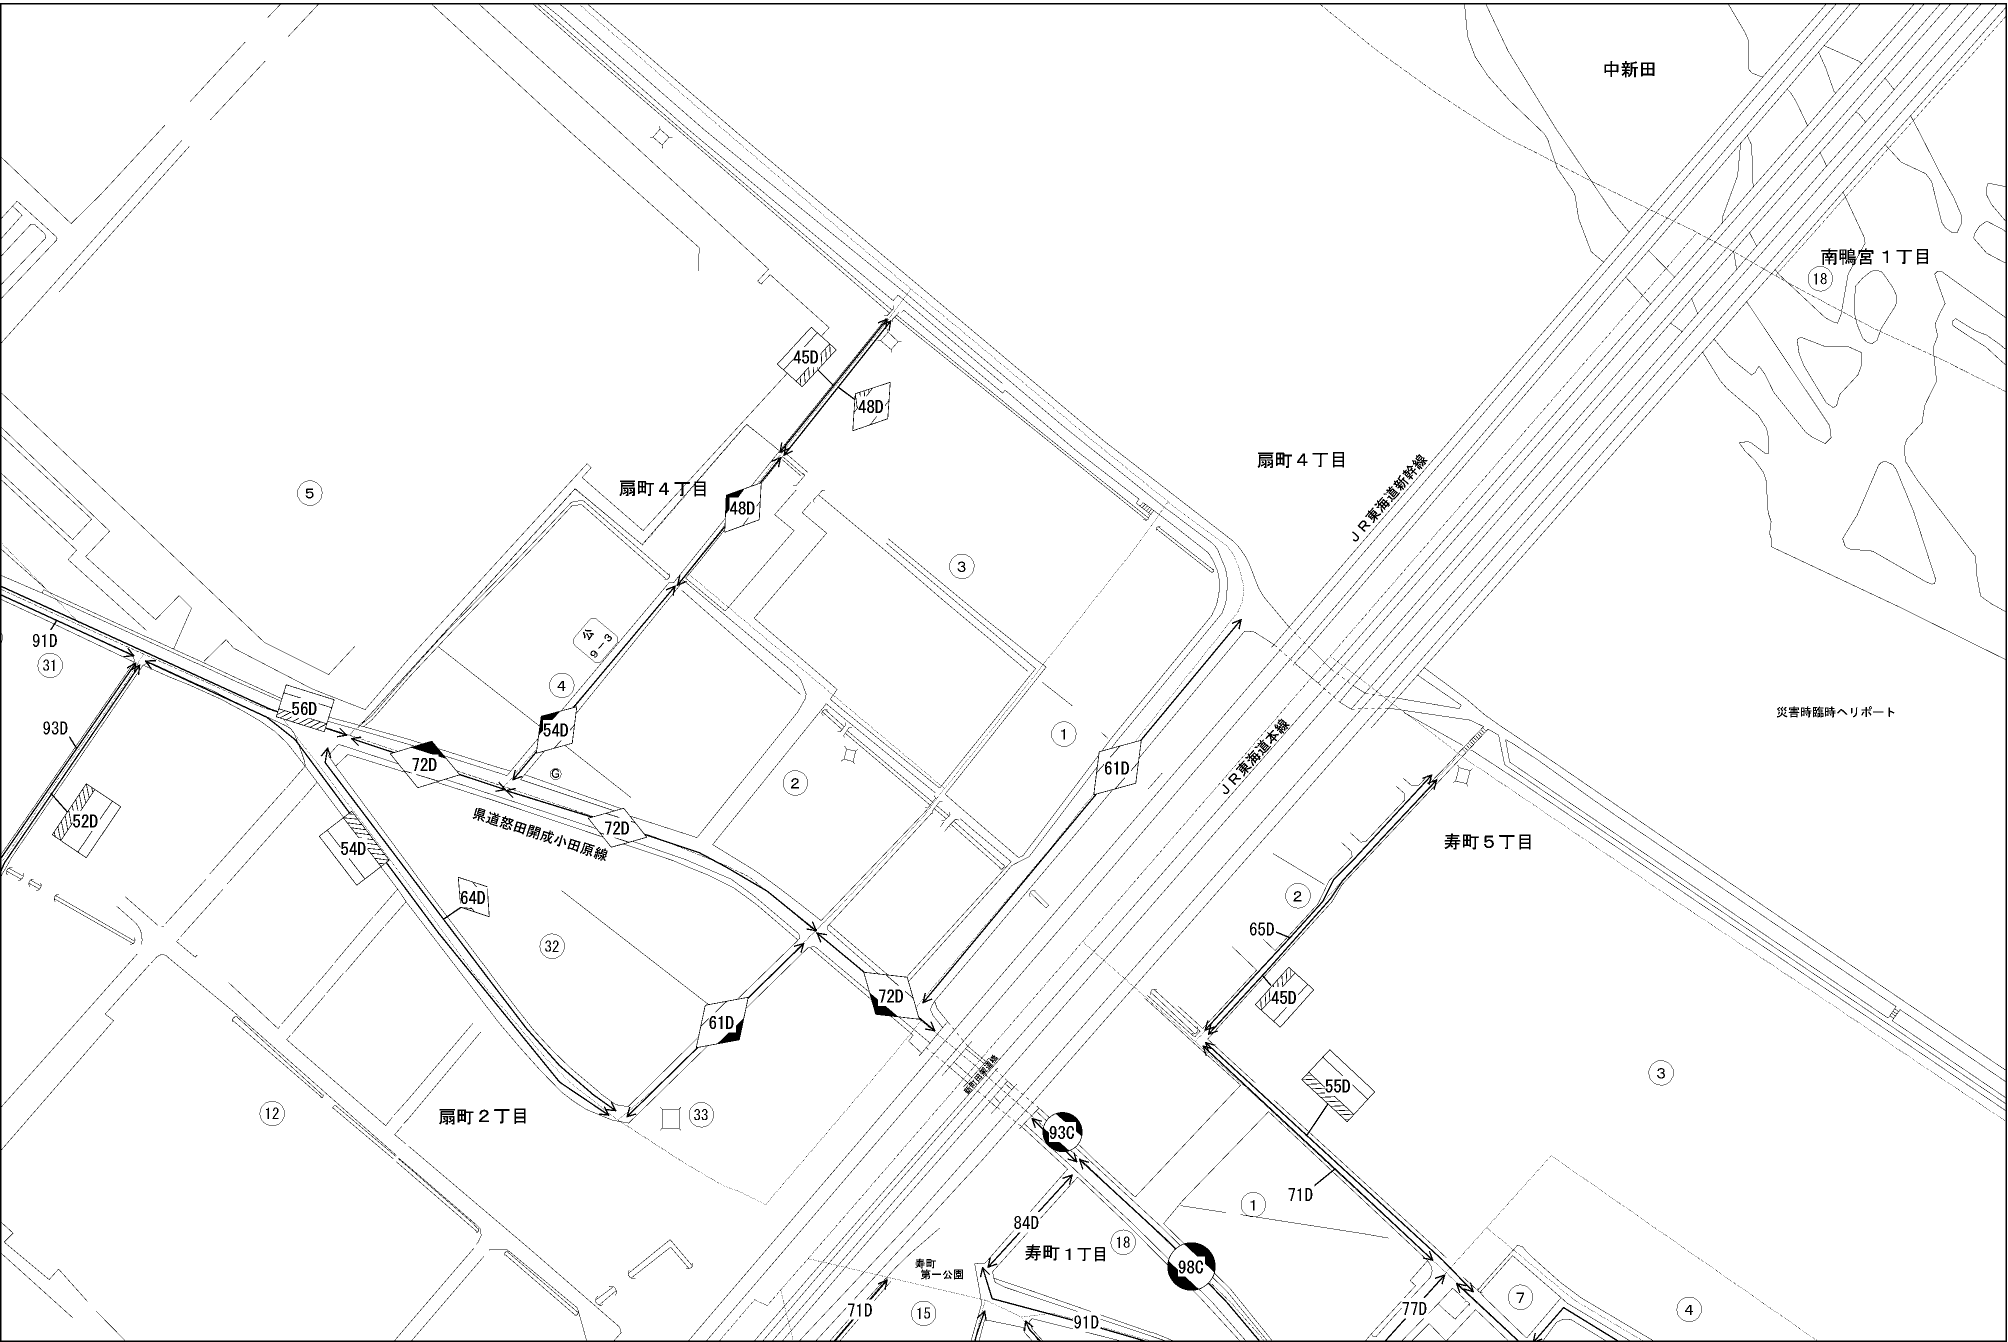 中新田
南鴨宮１丁目
18
45D
48D
扇町４丁目
JR東海道新幹線
扇町４丁目
5
48D
3
公
9－3
91D
31
4
56D
54D
93D
72D
G
2
1
61D
JR東海道本線
災害時臨時ヘリポート
県道怒田開成小田原線
72D
52D
54D
寿町５丁目
64D
2
65D
32
72D
45D
61D
55D
3
12
扇町２丁目
33
93C
71D
1
84D
18
寿町１丁目
98C
寿町
第一公園
71D
15
91D
77D
7
4